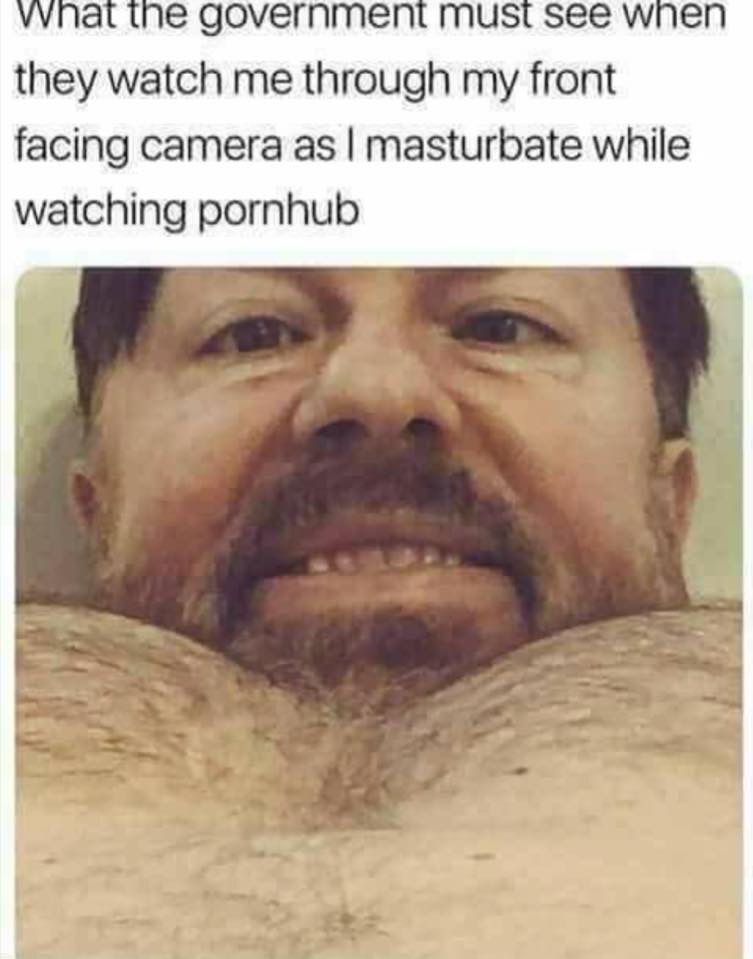 What the government must see when
they watch me through my front
facing camera as I masturbate while
watching pornhub